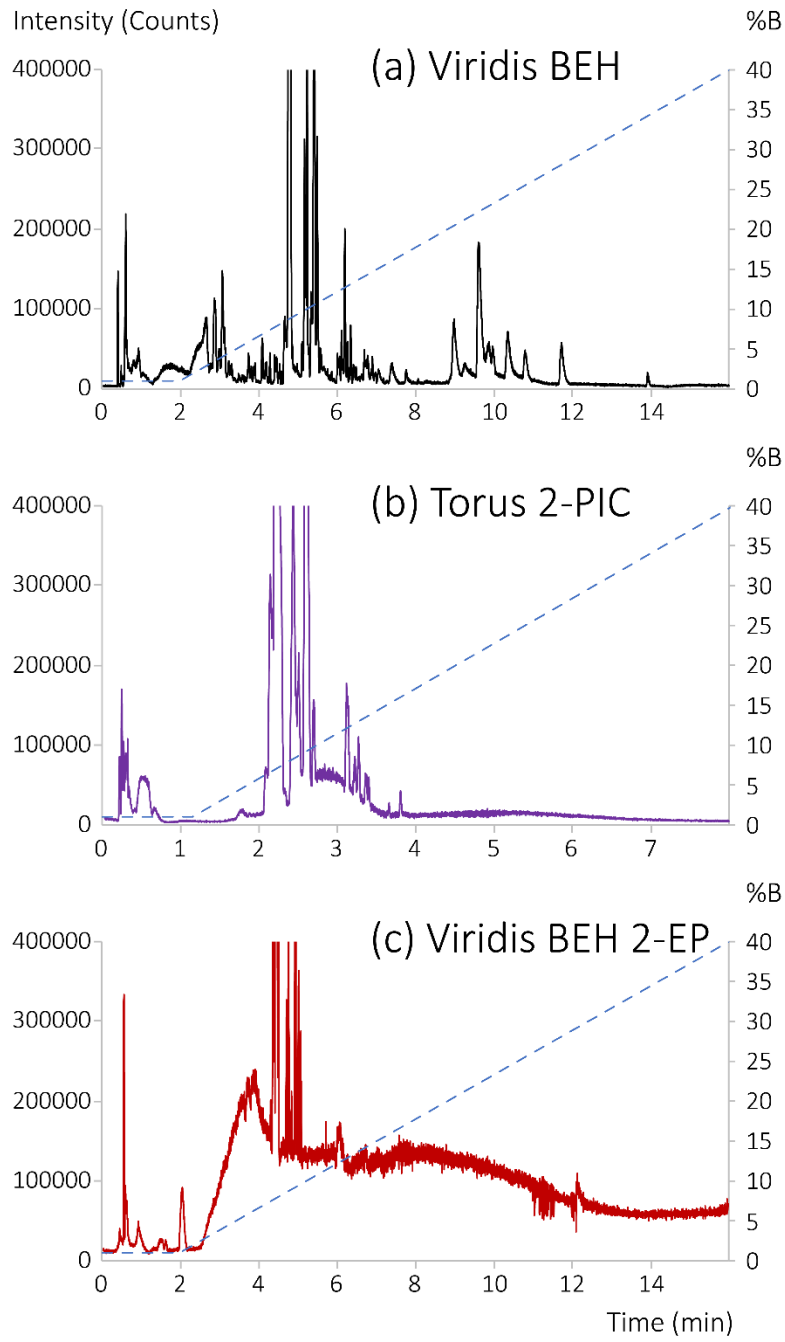 Intensity (Counts) %B
(a) Viridis BEH
400000 40
35
300000 30
25
200000 20
15
100000 10
5
0 0
0 2 4 6 8 10 12 14
%B
(b) Torus 2-PIC
400000 40
35
300000 30
25
200000 20
15
100000 10
5
0 0
0 1 2 3 4 5 6 7
%B
(c) Viridis BEH 2-EP
400000 40
35
300000 30
25
200000 20
15
100000 10
5
0 0
0 2 4 6 8 10 12 14
Time (min)